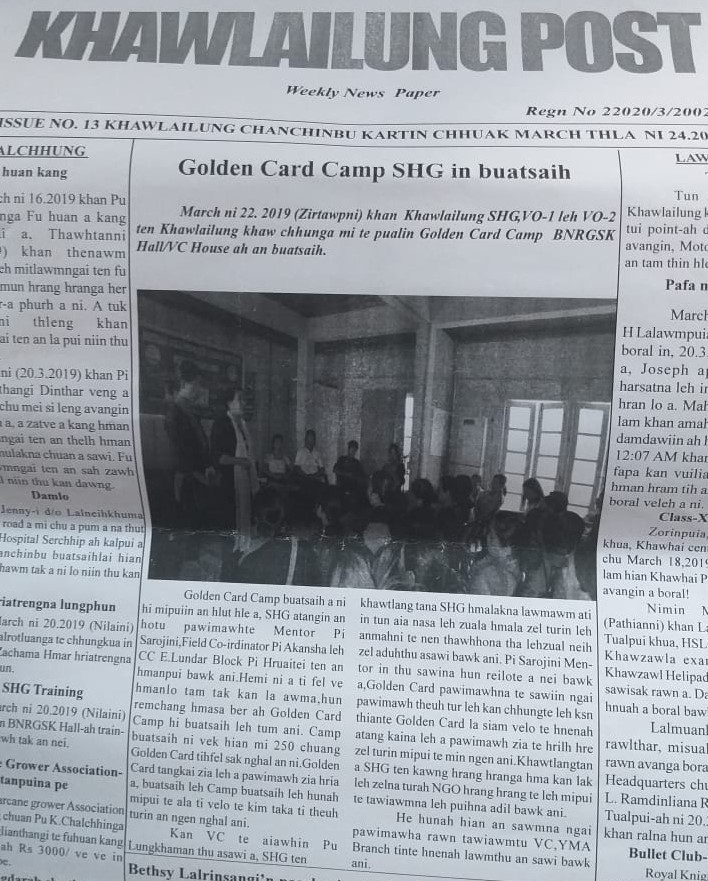 KHAWLAILUNG POST
Weekly News Paper
Regn No 22020/3/2002
ISSUE NO. 13 KHAWLAILUNG CHANCHINBU KARTIN CHHUAK MARCH THLA NI 24.20
ALCHHUNG
huan kang
ch ni 16.2019 khan Pu
nga Fu huan a kang
a, Thawhtanni
khan thenawm
eh mitlawmngai ten fu
mun hrang hranga her
r-a phurh a ni. A tuk
ni thleng khan
ai ten an la pui niin thu
ni (20.3.2019) khan Pi
thangi Dinthar veng a
chu mei si leng avangin
a, a zatve a kang hman
ngai ten an thelh hman
mulakna chuan a sawi. Fu
wmngai ten an sah zawh
niin thu kan dawng.
Damlo
Jenny-i d/o Lalneihkhuma
road a mi chu a pum a na thut
Hospital Serchhip ah kalpui a
anchinbu buatsaihlai hian
hawm tak a ni lo niin thu kan
riatrengna lungphun
March ni 20.2019 (Nilaini)
alrotluanga te chhungkua in
Zachama Hmar hriatrengna
un.
SHG Training
rch ni 20.2019 (Nilaini)
n BNRGSK Hall-ah train-
wh tak an nei.
e Grower Association-
tanpuina pe
arcane grower Association
chuan Pu K.Chalchhinga
lianthangi te fuhuan kang
ah Rs 3000/ ve ve in
Golden Card Camp SHG in buatsaih
March ni 22. 2019 (Zirtawpni) khan Khawlailung SHG,VO-1 leh VO-2
ten Khawlailung khaw chhunga mi te pualin Golden Card Camp BNRGSK
Hall/VC House ah an buatsaih.
Golden Card Camp buatsaih a ni
hi mipuiin an hlut hle a, SHG atangin an
hotu pawimawhte Mentor Pi
Sarojini,Field Co-irdinator Pi Akansha leh
CC E.Lundar Block Pi Hruaitei ten an
hmanpui bawk ani.Hemi ni a ti fel ve
hmanlo tam tak kan la awma,hun
remchang hmasa ber ah Golden Card
Camp hi buatsaih leh tum ani. Camp
buatsaih ni vek hian mi 250 chuang
Golden Card tihfel sak nghal an ni.Golden
Card tangkai zia leh a pawimawh zia hria
a, buatsaih leh Camp buatsaih leh hunah
mipui te ala ti velo te kim taka ti theuh
turin an ngen nghal ani.
Kan VC te aiawhin Pu
Lungkhaman thu asawi a, SHG ten
Bethsy Lalrinsangi'n
khawtlang tana SHG hmalakna lawmawm ati
in tun aia nasa leh zuala hmala zel turin leh
anmahni te nen thawhhona tha lehzual neih
zel aduhthu asawi bawk ani. Pi Sarojini Men-
tor in thu sawina hun reilote a nei bawk
a,Golden Card pawimawhna te sawiin ngai
pawimawh theuh tur leh kan chhungte leh ksn
thiante Golden Card la siam velo te hnenah
atang kaina leh a pawimawh zia te hrilh hre
zel turin mipui te min ngen ani.Khawtlangtan
a SHG ten kawng hrang hranga hma kan lak
leh zelna turah NGO hrang hrang te leh mipui
te tawiawmna leh puihna adil bawk ani.
He hunah hian an sawmna ngai
pawimawha rawn tawiawmtu VC,YMA
Branch tinte hnenah lawmthu an sawi bawk
ani.
LAW
Tun
Khawlailung k
tui point-ah d
avangin, Moto
an tam thin hle
Pafa n
March
H Lalawmpuia
boral in, 20.3
a, Joseph ap
harsatna leh in
hran lo a. Mah
lam khan amah
damdawiin ah
12:07 AM khan
fapa kan vuilia
hman hram tih a
boral veleh a ni.
Class-X
Zorinpuia,
khua, Khawhai cen
chu March 18,2019
lam hian Khawhai P
avangin a boral!
Nimin M
(Pathianni) khan La
Tualpui khua, HSL
Khawzawla exam
Khawzawl Helipad
sawisak rawn a. Da
hnuah a boral baw
Lalmuank
rawlthar, misual
rawn avanga bora
Headquarters chu
L. Ramdinliana R
Tualpui-ah ni 20.
khan ralna hun an
Bullet Club-
Royal Knig